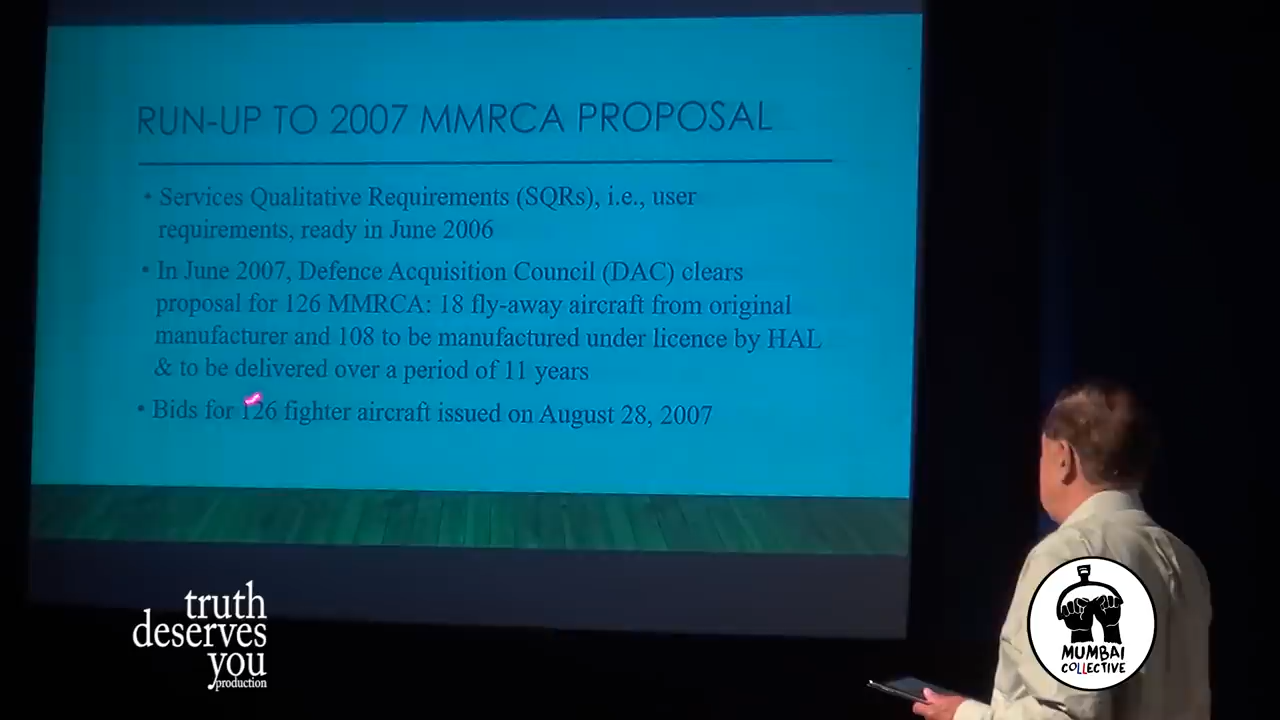 RUN-UP TO 2007 MMRCA PROPOSAL
• Services Qualitative Requirements (SQRs), i.e., user
requirements, ready in June 2006
• In June 2007, Defence Acquisition Council (DAC) clears
proposal for 126 MMRCA: 18 fly-away aircraft from original
manufacturer and 108 to be manufactured under licence by HAL
& to be delivered over a period of 11 years
• Bids for 126 fighter aircraft issued on August 28, 2007
truth
deserves
you
production
MUMBAI
COLLECTIVE